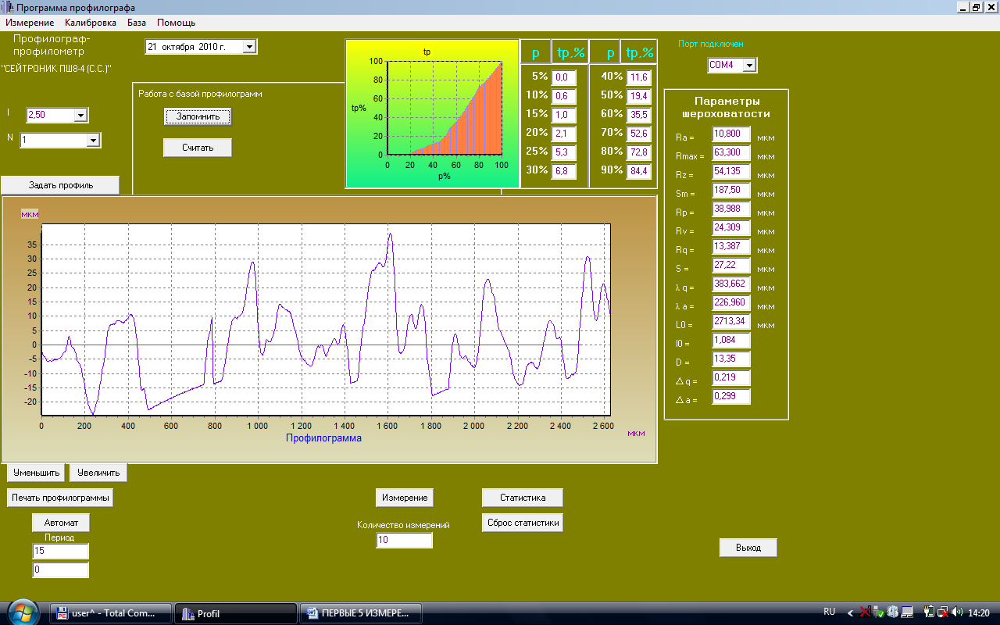 Программа профилографа
Измерение Калибровка База Помощь
Профилограф-
профилометр
"СЕЙТРОНИК ПШ8-4 (С.С.)"
21 октября 2010 г.
l 2,50
N 1
Задать профиль
Работа с базой профилограмм
Запомнить
Считать
tp
tp%
100
80
60
40
20
0
0 20 40 60 80 100
p%
p tp,% p tp,%
5% 0,0 40% 11,6
10% 0,6 50% 19,4
15% 1,0 60% 35,5
20% 2,1 70% 52,6
25% 5,3 80% 72,8
30% 6,8 90% 84,4
Порт подключен
COM4
Параметры
шероховатости
Ra = 10,800 мкм
Rmax = 63,300 мкм
Rz = 54,135 мкм
Sm = 187,50 мкм
Rp = 38,988 мкм
Rv = 24,309 мкм
Rq = 13,387 мкм
S = 27,22 мкм
λ q = 383,662 мкм
λ a = 226,960 мкм
L0 = 2713,34 мкм
l0 = 1,084
D = 13,35
Δ q = 0,219
Δ a = 0,299
мкм
35
30
25
20
15
10
5
0
-5
-10
-15
-20
0 200 400 600 800 1 000 1 200 1 400 1 600 1 800 2 000 2 200 2 400 2 600
мкм
Профилограмма
Уменьшить Увеличить
Печать профилограммы
Автомат
Период
15
0
Измерение
Количество измерений
10
Статистика
Сброс статистики
Выход
user^ - Total Com... Profil ПЕРВЫЕ 5 ИЗМЕРЕ... RU 14:20